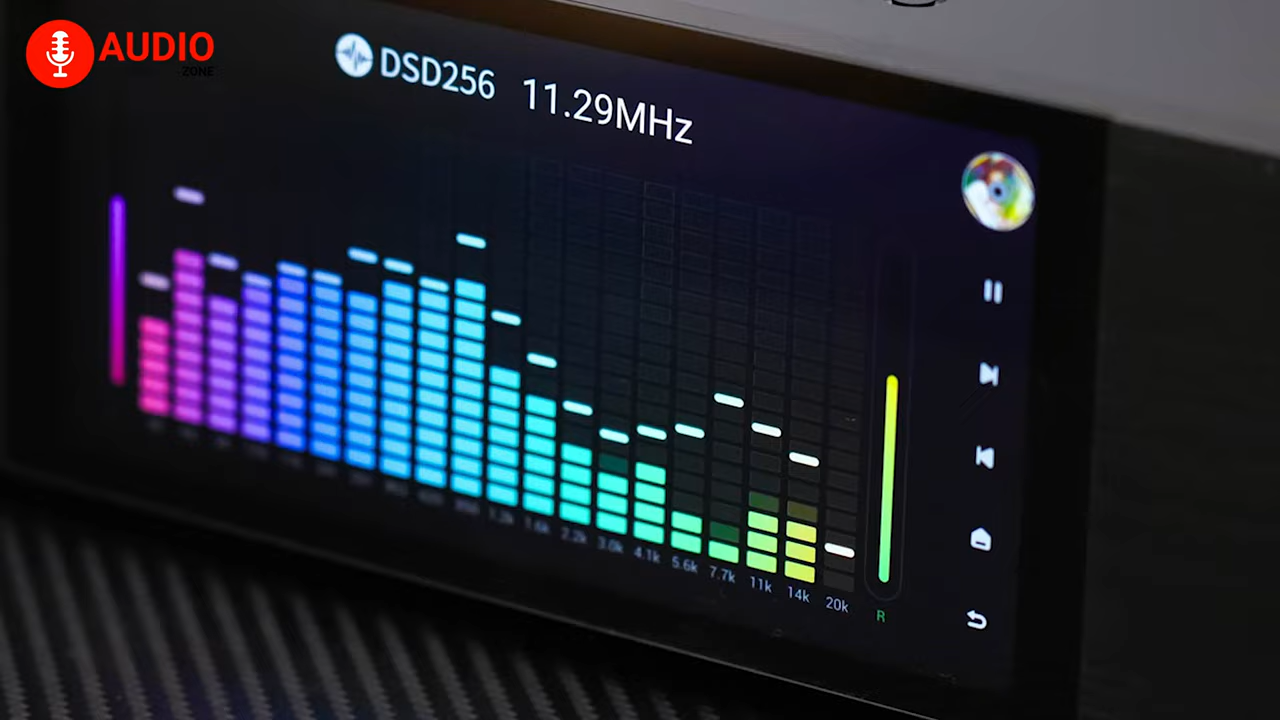 AUDIO
ZONE
DSD256 11.29MHz
1.2k 1.6k 2.2k 3.0k 4.1k 5.6k 7.7k 11k 14k 20k
R